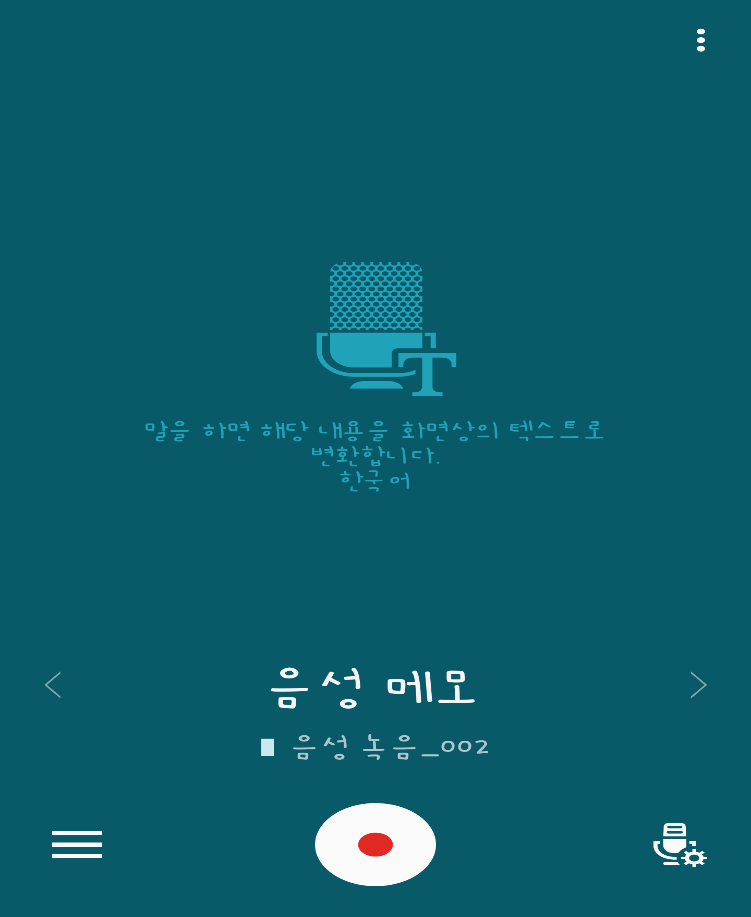 T
말을 하면 해당 내용을 화면상의 텍스트로
변환합니다.
한국어
음성 메모
음성 녹음_002